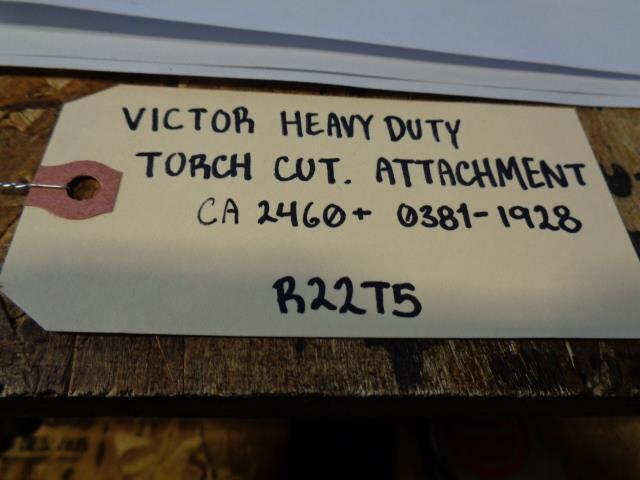 VICTOR HEAVY DUTY
TORCH CUT. ATTACHMENT
CA 2460+ 0381-1928
R22T5